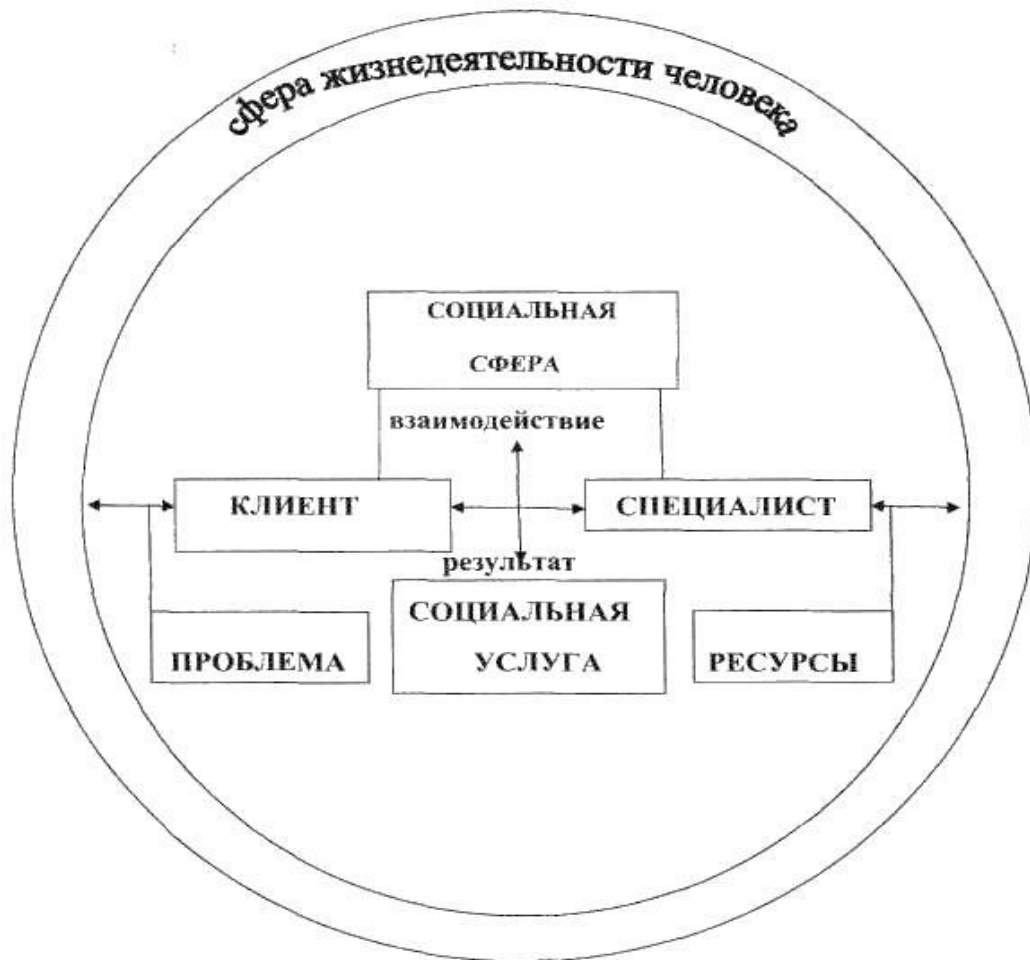 сфера жизнедеятельности человека
СОЦИАЛЬНАЯ
СФЕРА
взаимодействие
КЛИЕНТ
СПЕЦИАЛИСТ
результат
СОЦИАЛЬНАЯ
УСЛУГА
ПРОБЛЕМА
РЕСУРСЫ